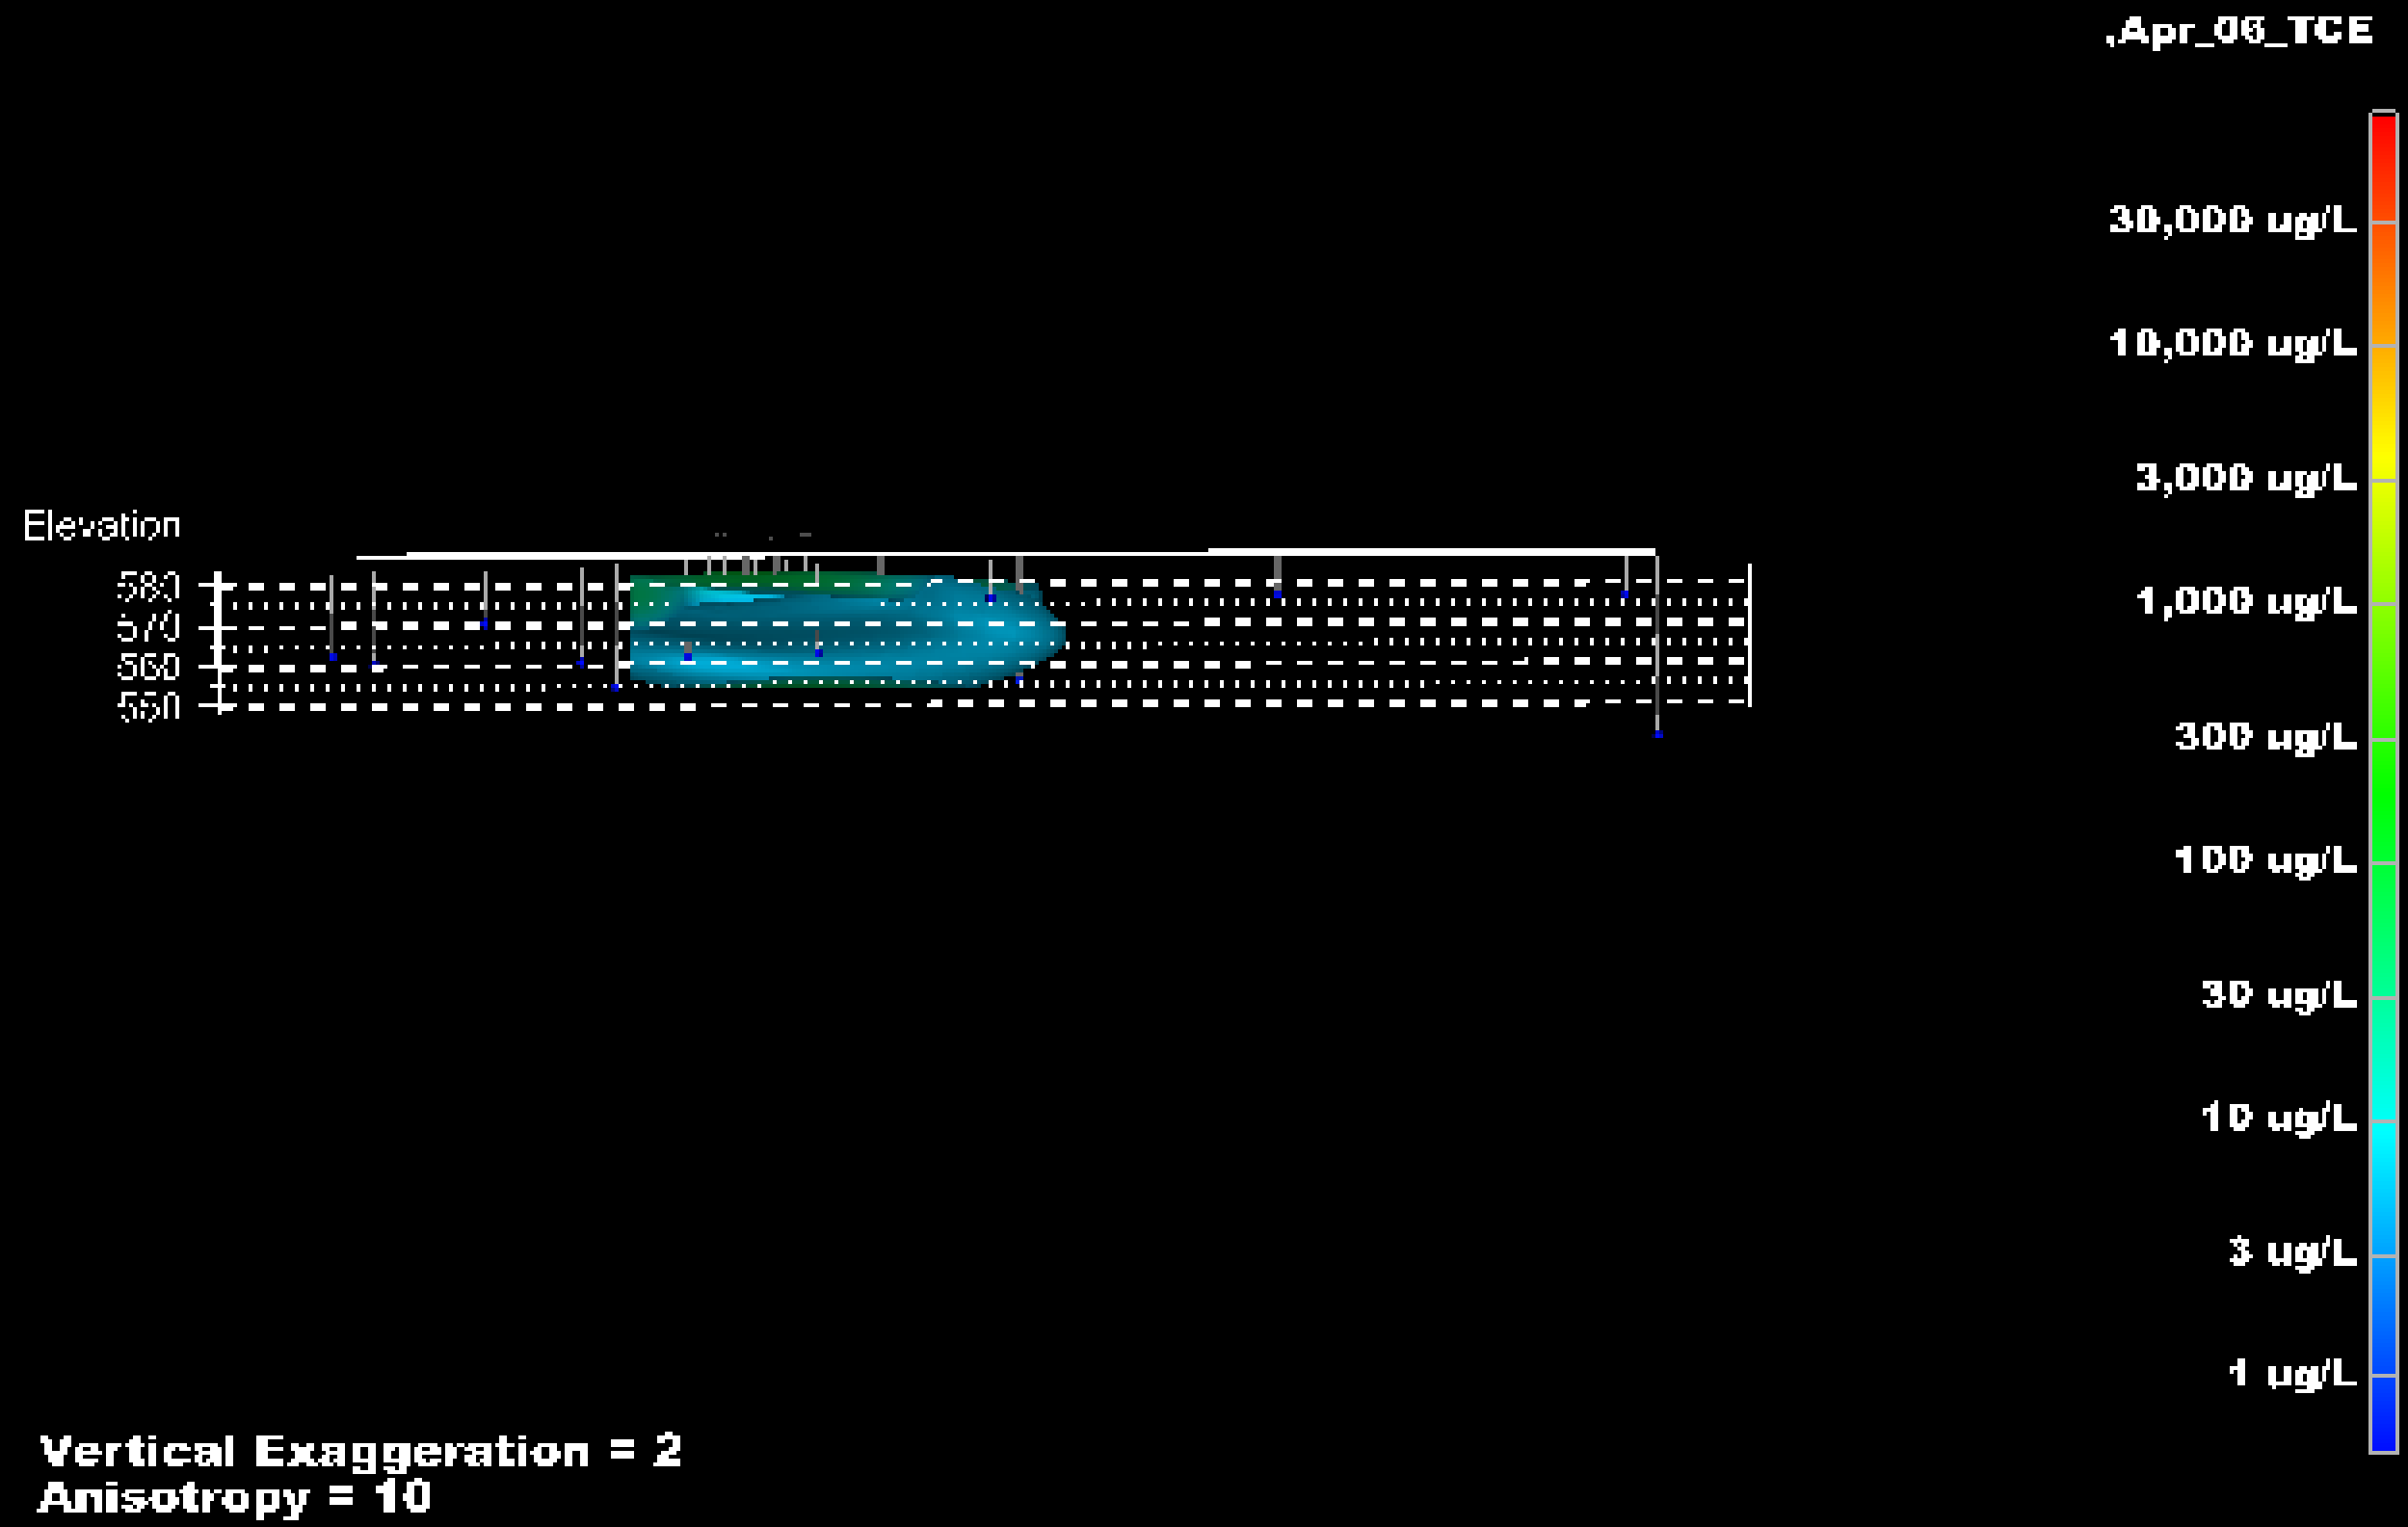 .Apr_06_TCE
30,000 ug/L
10,000 ug/L
3,000 ug/L
1,000 ug/L
300 ug/L
100 ug/L
30 ug/L
10 ug/L
3 ug/L
1 ug/L
Elevation
580
570
560
550
Vertical Exaggeration = 2
Anisotropy = 10